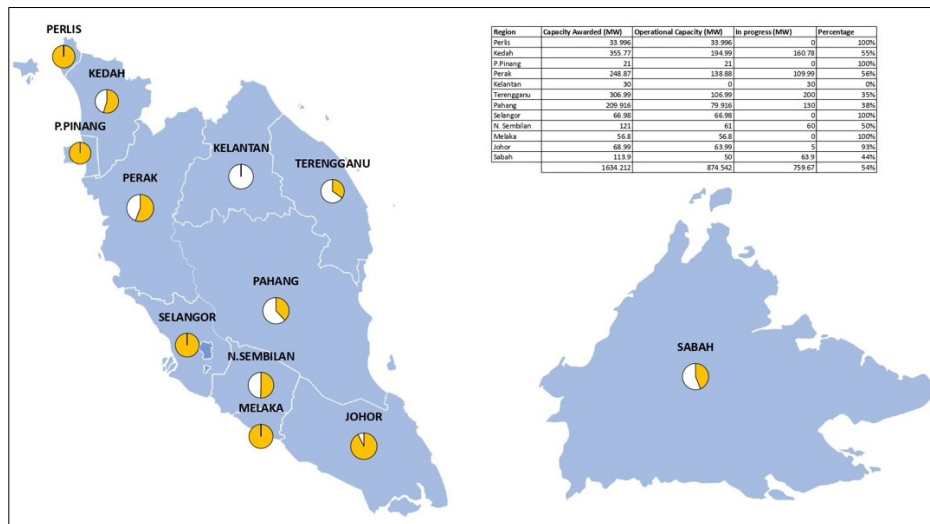 PERLIS
KEDAH
P.PINANG
KELANTAN
TERENGGANU
PERAK
PAHANG
SELANGOR
N.SEMBILAN
MELAKA
JOHOR
SABAH
Region Capacity Awarded (MW) Operational Capacity (MW) In progress (MW) Percentage
Perlis 33.996 33.996 0 100%
Kedah 355.77 194.99 160.78 55%
P.Pinang 21 21 0 100%
Perak 248.87 138.88 109.99 56%
Kelantan 30 0 30 0%
Terengganu 306.99 106.99 200 35%
Pahang 209.916 79.916 130 38%
Selangor 66.98 66.98 0 100%
N. Sembilan 121 61 60 50%
Melaka 56.8 56.8 0 100%
Johor 68.99 63.99 5 93%
Sabah 113.9 50 63.9 44%
1634.212 874.542 759.67 54%